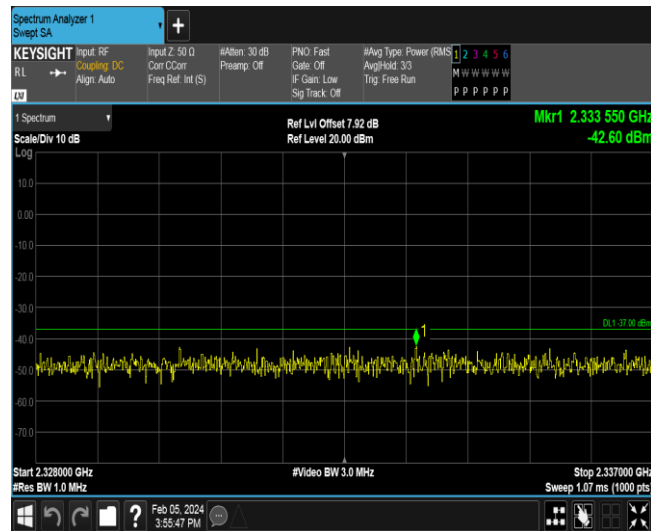 Spectrum Analyzer 1
Swept SA
KEYSIGHT
RL
LXI
Input: RF
Coupling: DC
Align: Auto
Input Z: 50 Ω
Corr CCorr
Freq Ref: Int (S)
#Atten: 30 dB
Preamp: Off
PNO: Fast
Gate: Off
IF Gain: Low
Sig Track: Off
#Avg Type: Power (RMS
Avg|Hold: 3/3
Trig: Free Run
1 2 3 4 5 6
M W W W W W
P P P P P P
1 Spectrum
Scale/Div 10 dB
Log
Ref Lvl Offset 7.92 dB
Ref Level 20.00 dBm
Mkr1 2.333 550 GHz
-42.60 dBm
10.0
0.00
-10.0
-20.0
-30.0
DL1 -37.00 dBm
1
-40.0
-50.0
-60.0
-70.0
Start 2.328000 GHz
#Res BW 1.0 MHz
#Video BW 3.0 MHz
Stop 2.337000 GHz
Sweep 1.07 ms (1000 pts)
?
Feb 05, 2024
3:55:47 PM